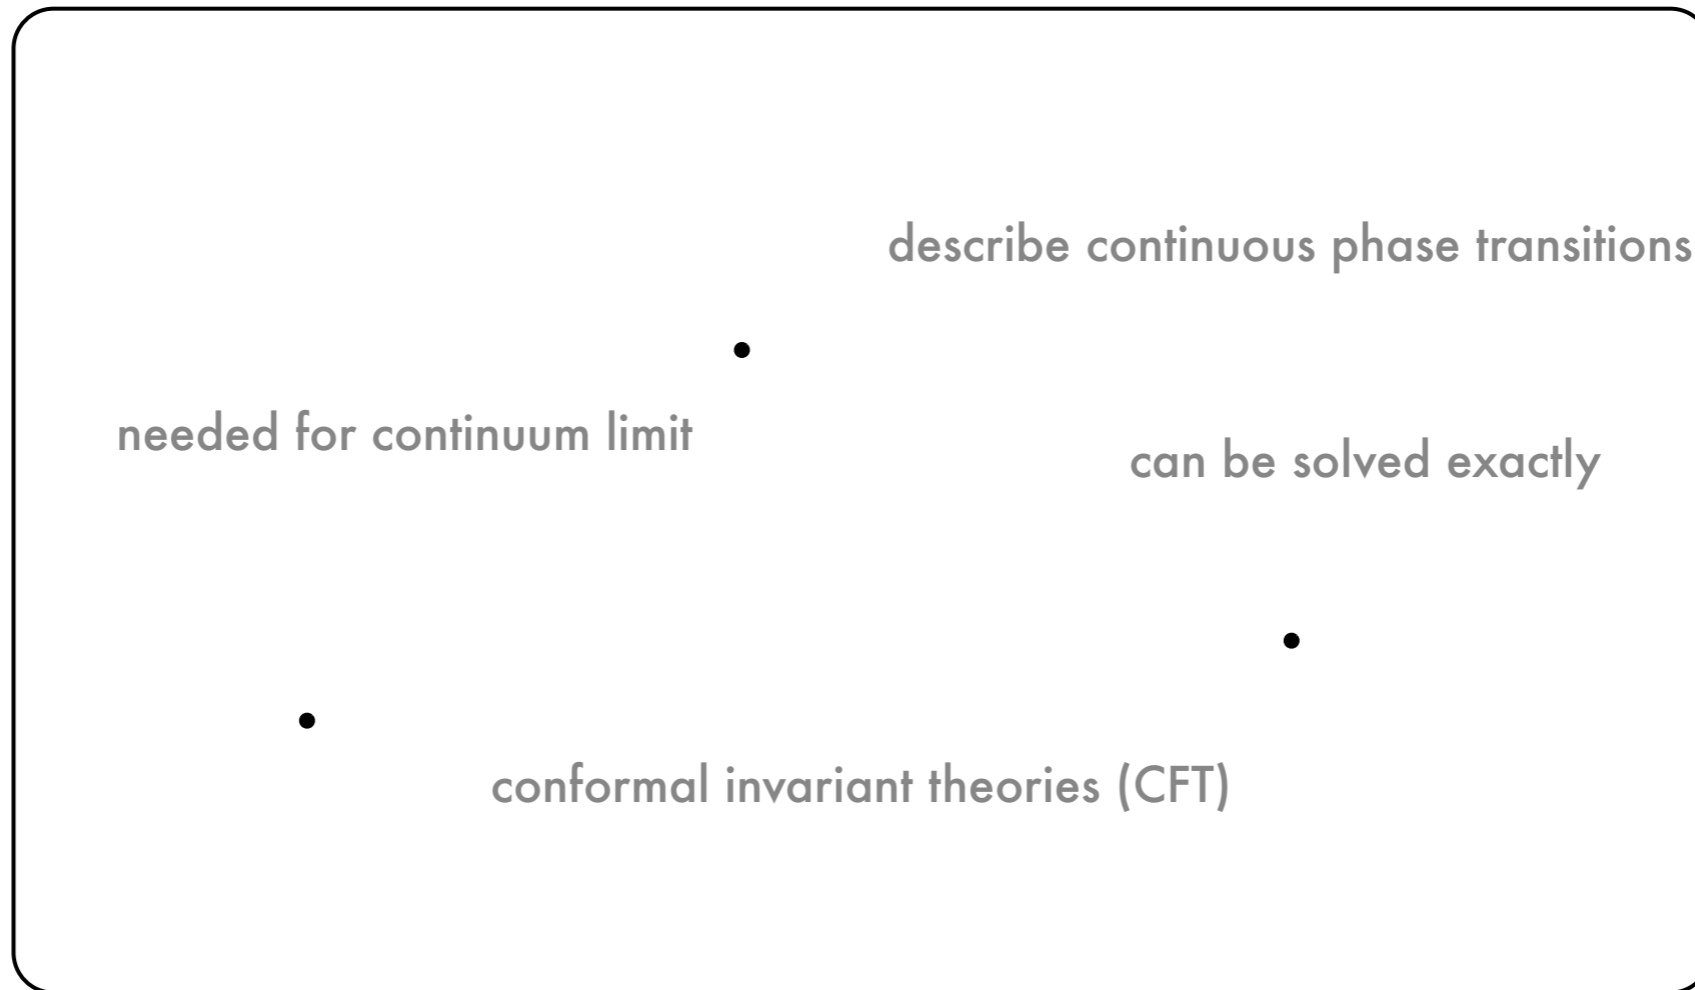 describe continuous phase transitions
needed for continuum limit
can be solved exactly
conformal invariant theories (CFT)